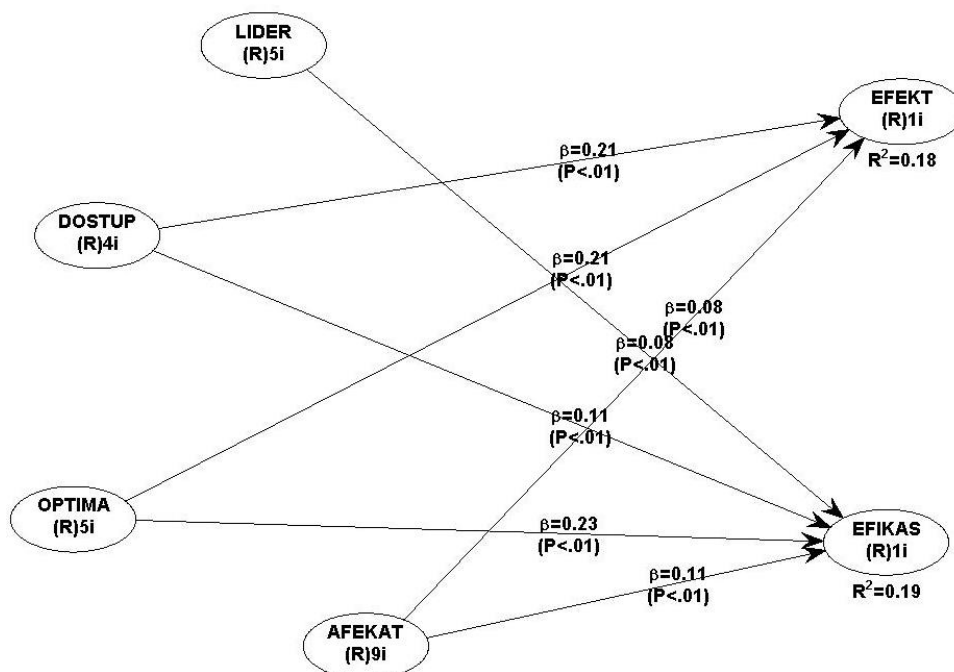 LIDER
(R)5i
EFEKT
(R)1i
R²=0.18
β=0.21
(P<.01)
DOSTUP
(R)4i
β=0.21
(P<.01)
β=0.08
(P<.01)
β=0.08
(P<.01)
β=0.11
(P<.01)
OPTIMA
(R)5i
β=0.23
(P<.01)
EFIKAS
(R)1i
R²=0.19
β=0.11
(P<.01)
AFEKAT
(R)9i